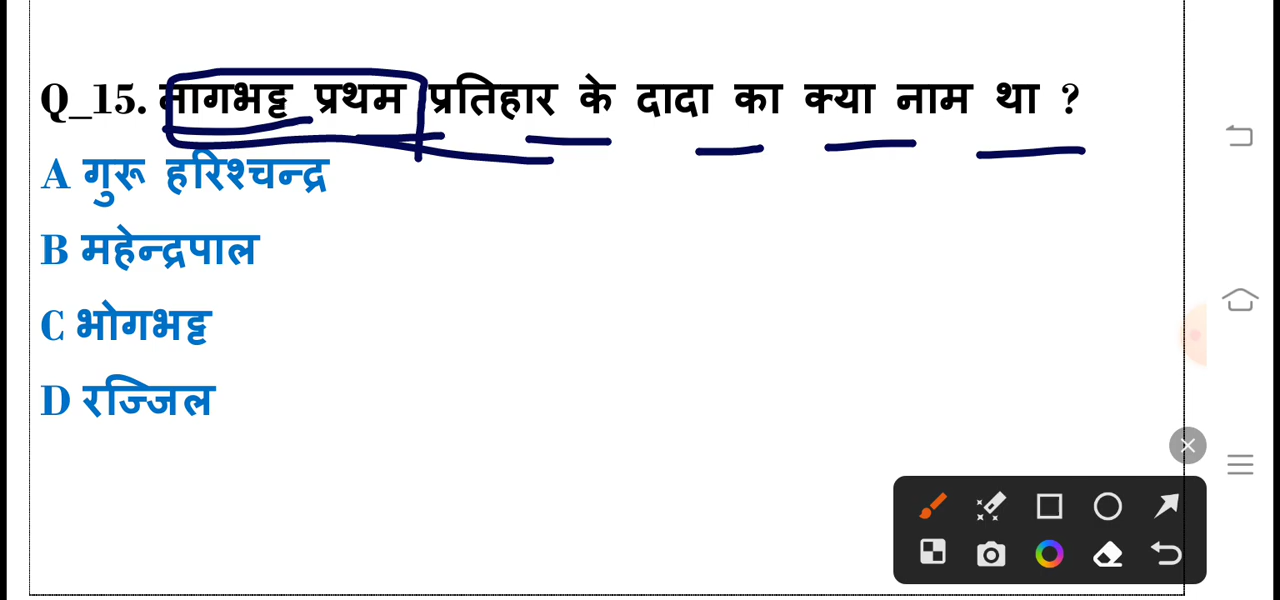 Q_15. नागभट्ट प्रथम प्रतिहार के दादा का क्या नाम था ?
A गुरू हरिश्चन्द्र
B महेन्द्रपाल
C भोगभट्ट
D रज्जिल